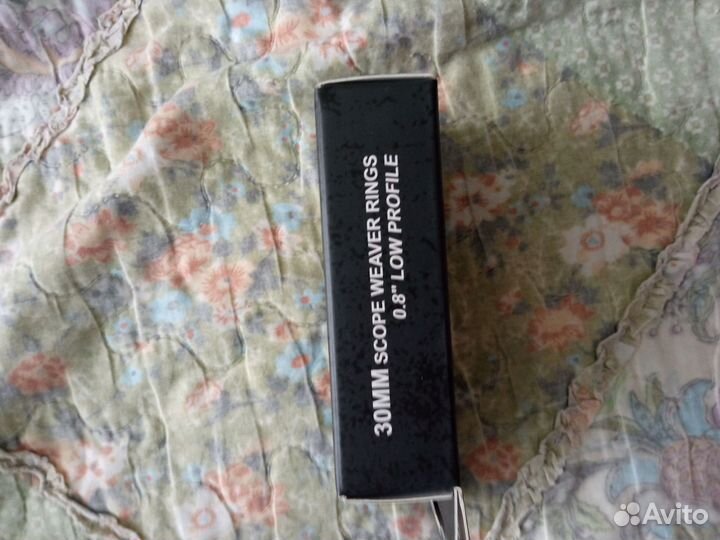 30MM SCOPE WEAVER RINGS
0.8" LOW PROFILE
Avito